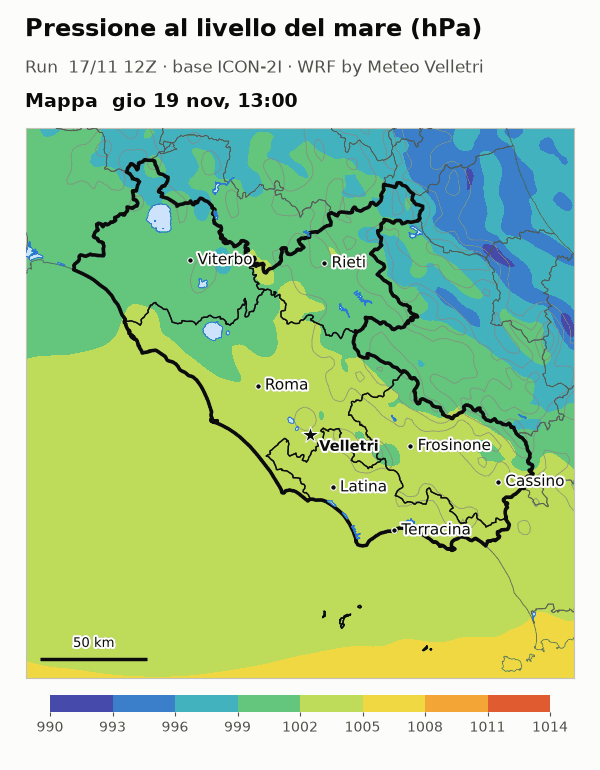 Pressione al livello del mare (hPa)
Run  17/11 12Z · base ICON-2I · WRF by Meteo Velletri
Mappa  gio 19 nov, 13:00
Viterbo
Rieti
Roma
Velletri
Frosinone
Latina
Cassino
Terracina
50 km
990 993 996 999 1002 1005 1008 1011 1014